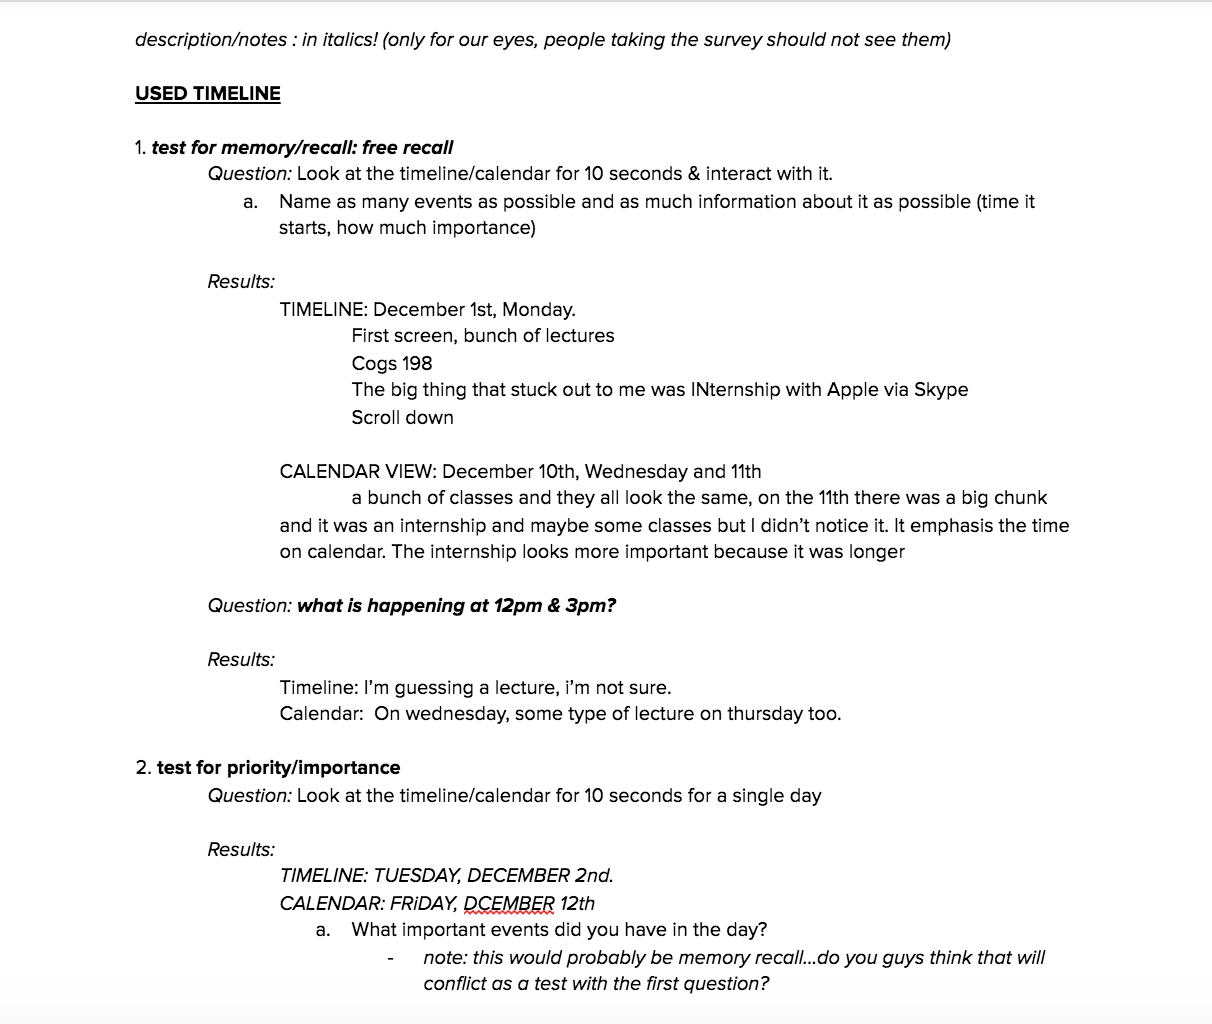 description/notes : in italics! (only for our eyes, people taking the survey should not see them)
USED TIMELINE
1. test for memory/recall: free recall
Question: Look at the timeline/calendar for 10 seconds & interact with it.
a. Name as many events as possible and as much information about it as possible (time it
starts, how much importance)
Results:
TIMELINE: December 1st, Monday.
First screen, bunch of lectures
Cogs 198
The big thing that stuck out to me was INternship with Apple via Skype
Scroll down
CALENDAR VIEW: December 10th, Wednesday and 11th
a bunch of classes and they all look the same, on the 11th there was a big chunk
and it was an internship and maybe some classes but I didn’t notice it. It emphasis the time
on calendar. The internship looks more important because it was longer
Question: what is happening at 12pm & 3pm?
Results:
Timeline: I’m guessing a lecture, i’m not sure.
Calendar:  On wednesday, some type of lecture on thursday too.
2. test for priority/importance
Question: Look at the timeline/calendar for 10 seconds for a single day
Results:
TIMELINE: TUESDAY, DECEMBER 2nd.
CALENDAR: FRiDAY, DCEMBER 12th
a. What important events did you have in the day?
- note: this would probably be memory recall...do you guys think that will
conflict as a test with the first question?